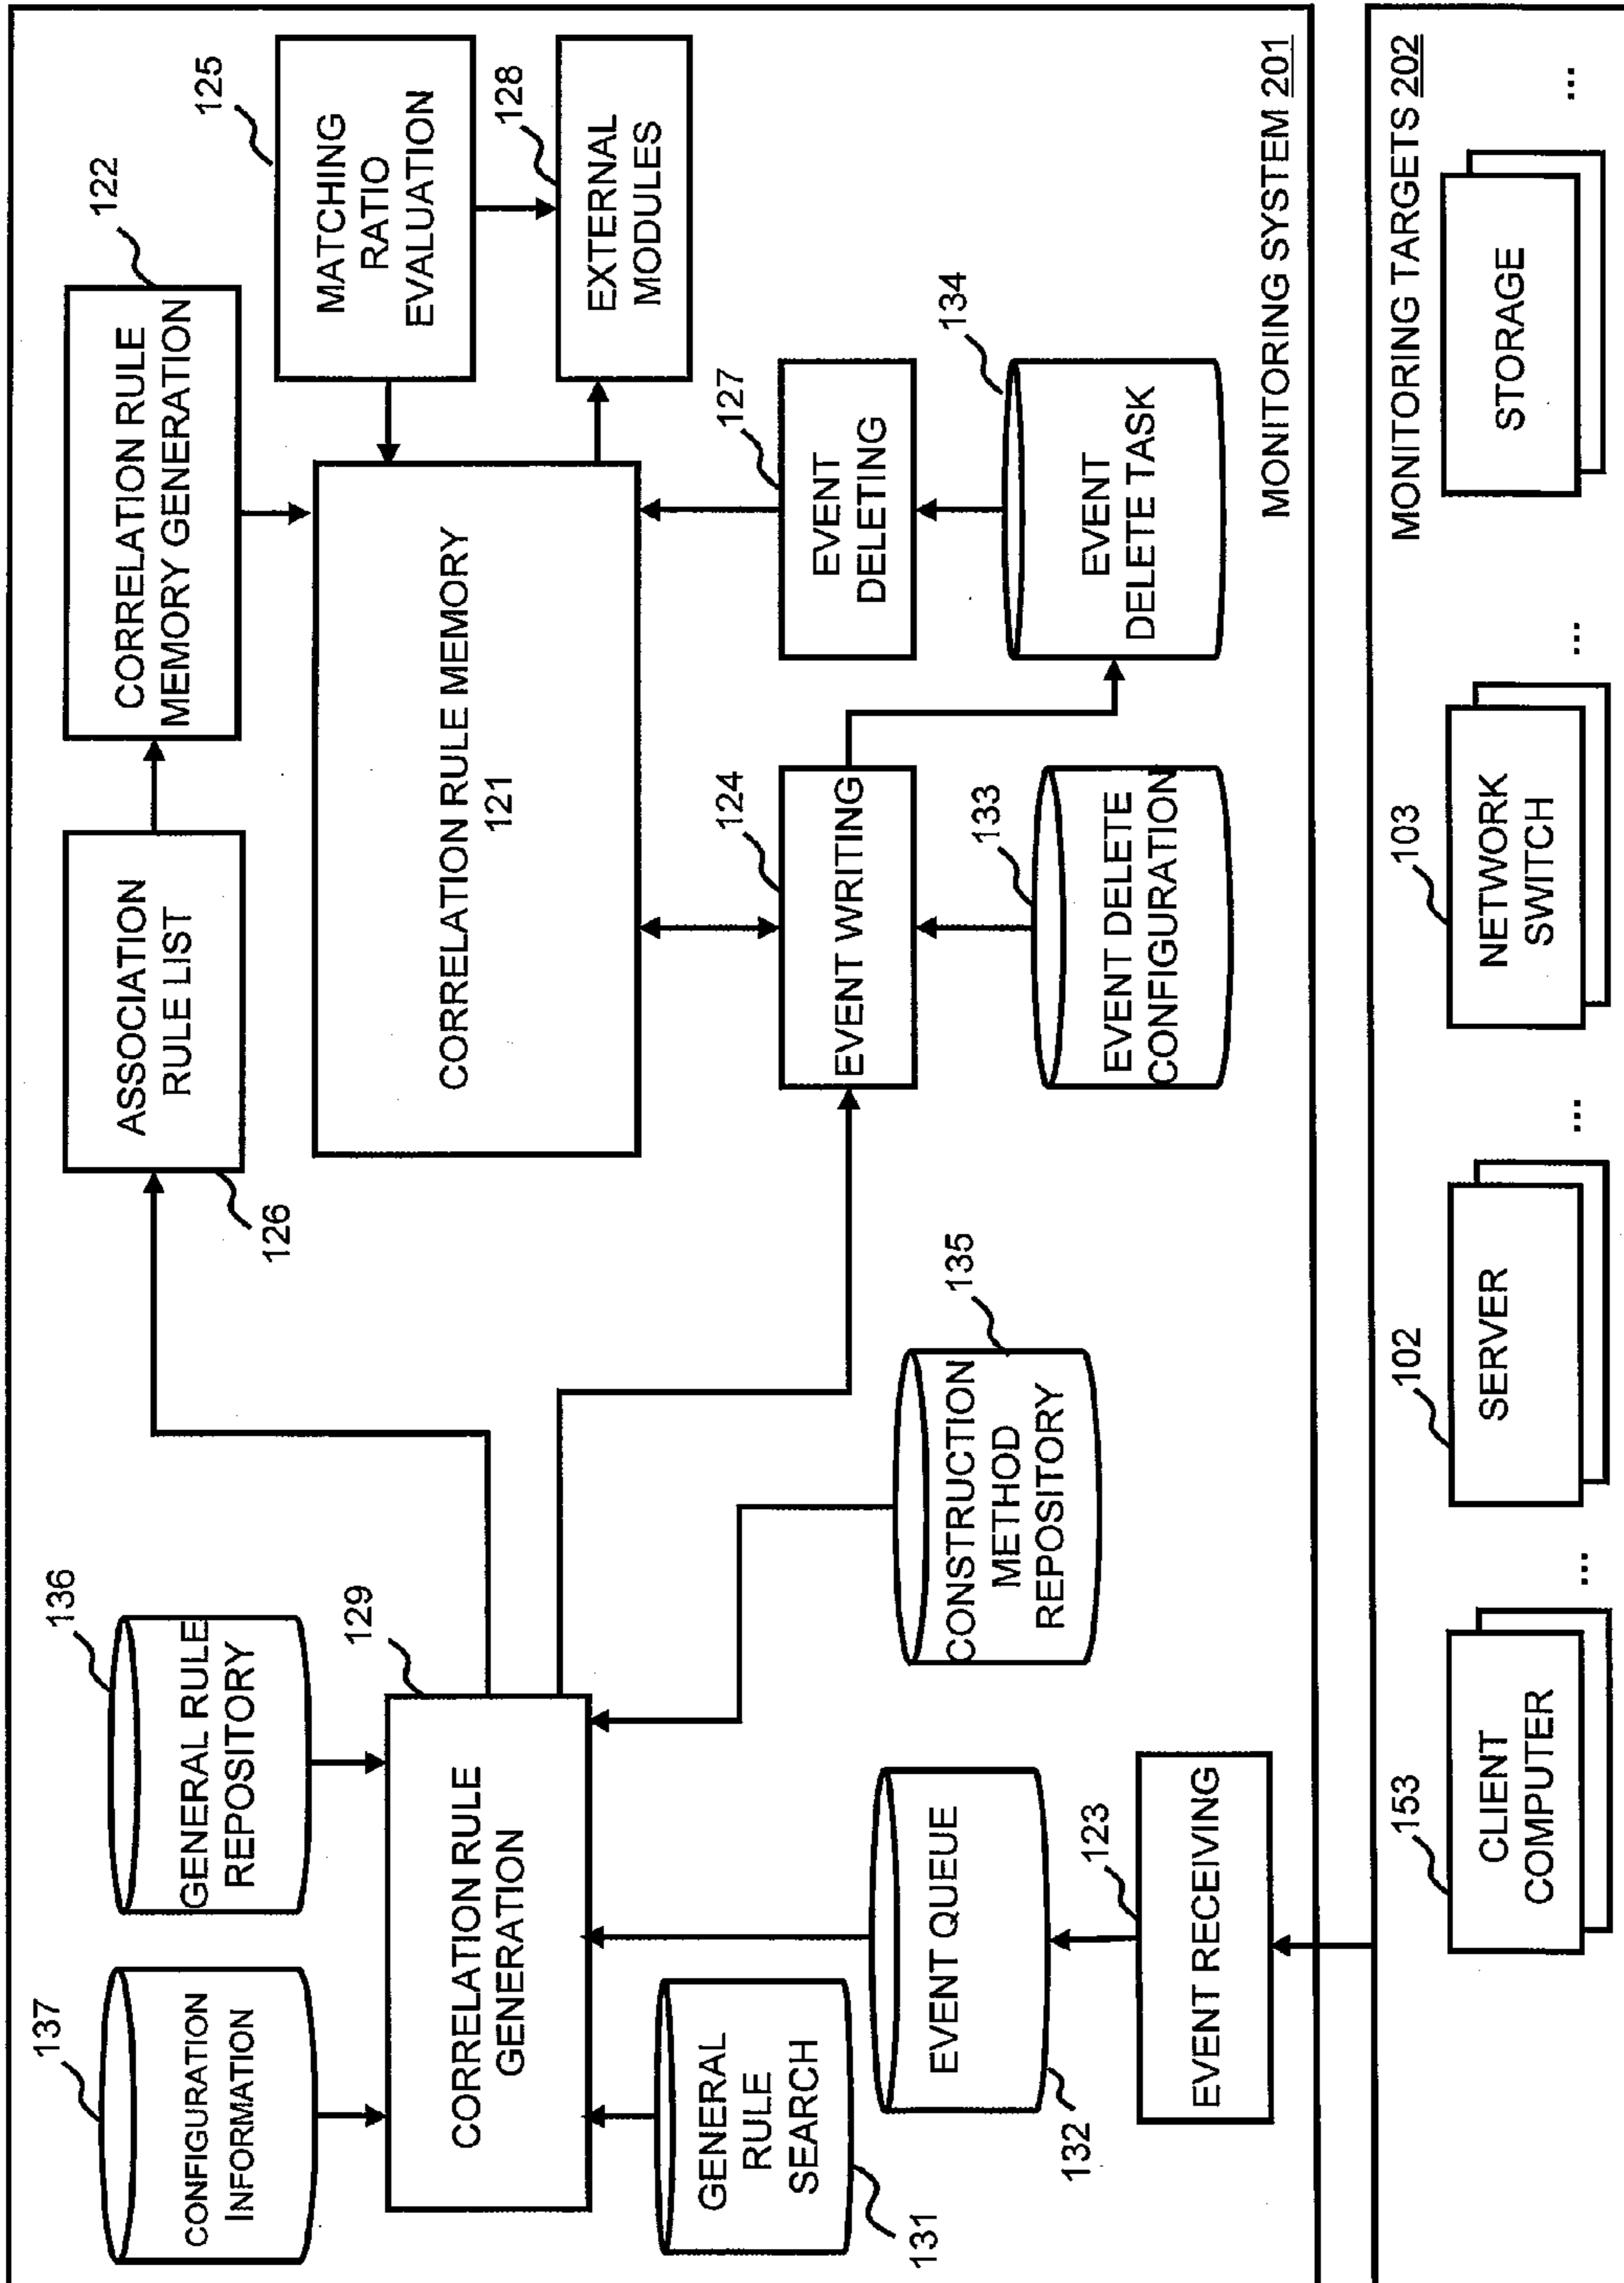 137
CONFIGURATION
INFORMATION
136
GENERAL RULE
REPOSITORY
129
CORRELATION RULE
GENERATION
GENERAL
RULE
SEARCH
131
EVENT QUEUE
132
EVENT RECEIVING
123
CONSTRUCTION
METHOD
REPOSITORY
135
ASSOCIATION
RULE LIST
126
CORRELATION RULE
MEMORY GENERATION
122
MATCHING
RATIO
EVALUATION
125
EXTERNAL
MODULES
128
CORRELATION RULE MEMORY
121
EVENT WRITING
124
EVENT DELETE
CONFIGURATION
133
EVENT
DELETING
127
EVENT
DELETE TASK
134
MONITORING SYSTEM 201
MONITORING TARGETS 202
153
CLIENT
COMPUTER
...
102
SERVER
...
103
NETWORK
SWITCH
...
STORAGE
...